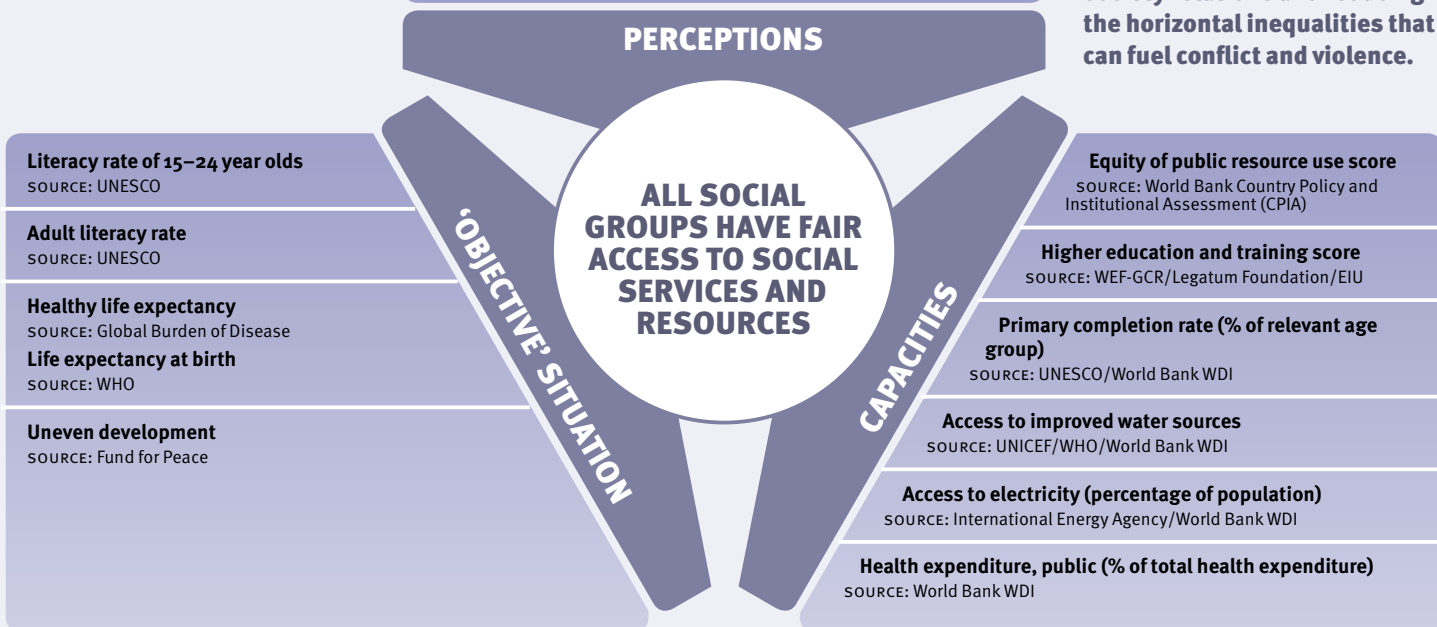 the horizontal inequalities that
can fuel conflict and violence.
PERCEPTIONS
ALL SOCIAL
GROUPS HAVE FAIR
ACCESS TO SOCIAL
SERVICES AND
RESOURCES
‘OBJECTIVE’ SITUATION
Literacy rate of 15–24 year olds
SOURCE: UNESCO
Adult literacy rate
SOURCE: UNESCO
Healthy life expectancy
SOURCE: Global Burden of Disease
Life expectancy at birth
SOURCE: WHO
Uneven development
SOURCE: Fund for Peace
CAPACITIES
Equity of public resource use score
SOURCE: World Bank Country Policy and
Institutional Assessment (CPIA)
Higher education and training score
SOURCE: WEF-GCR/Legatum Foundation/EIU
Primary completion rate (% of relevant age
group)
SOURCE: UNESCO/World Bank WDI
Access to improved water sources
SOURCE: UNICEF/WHO/World Bank WDI
Access to electricity (percentage of population)
SOURCE: International Energy Agency/World Bank WDI
Health expenditure, public (% of total health expenditure)
SOURCE: World Bank WDI